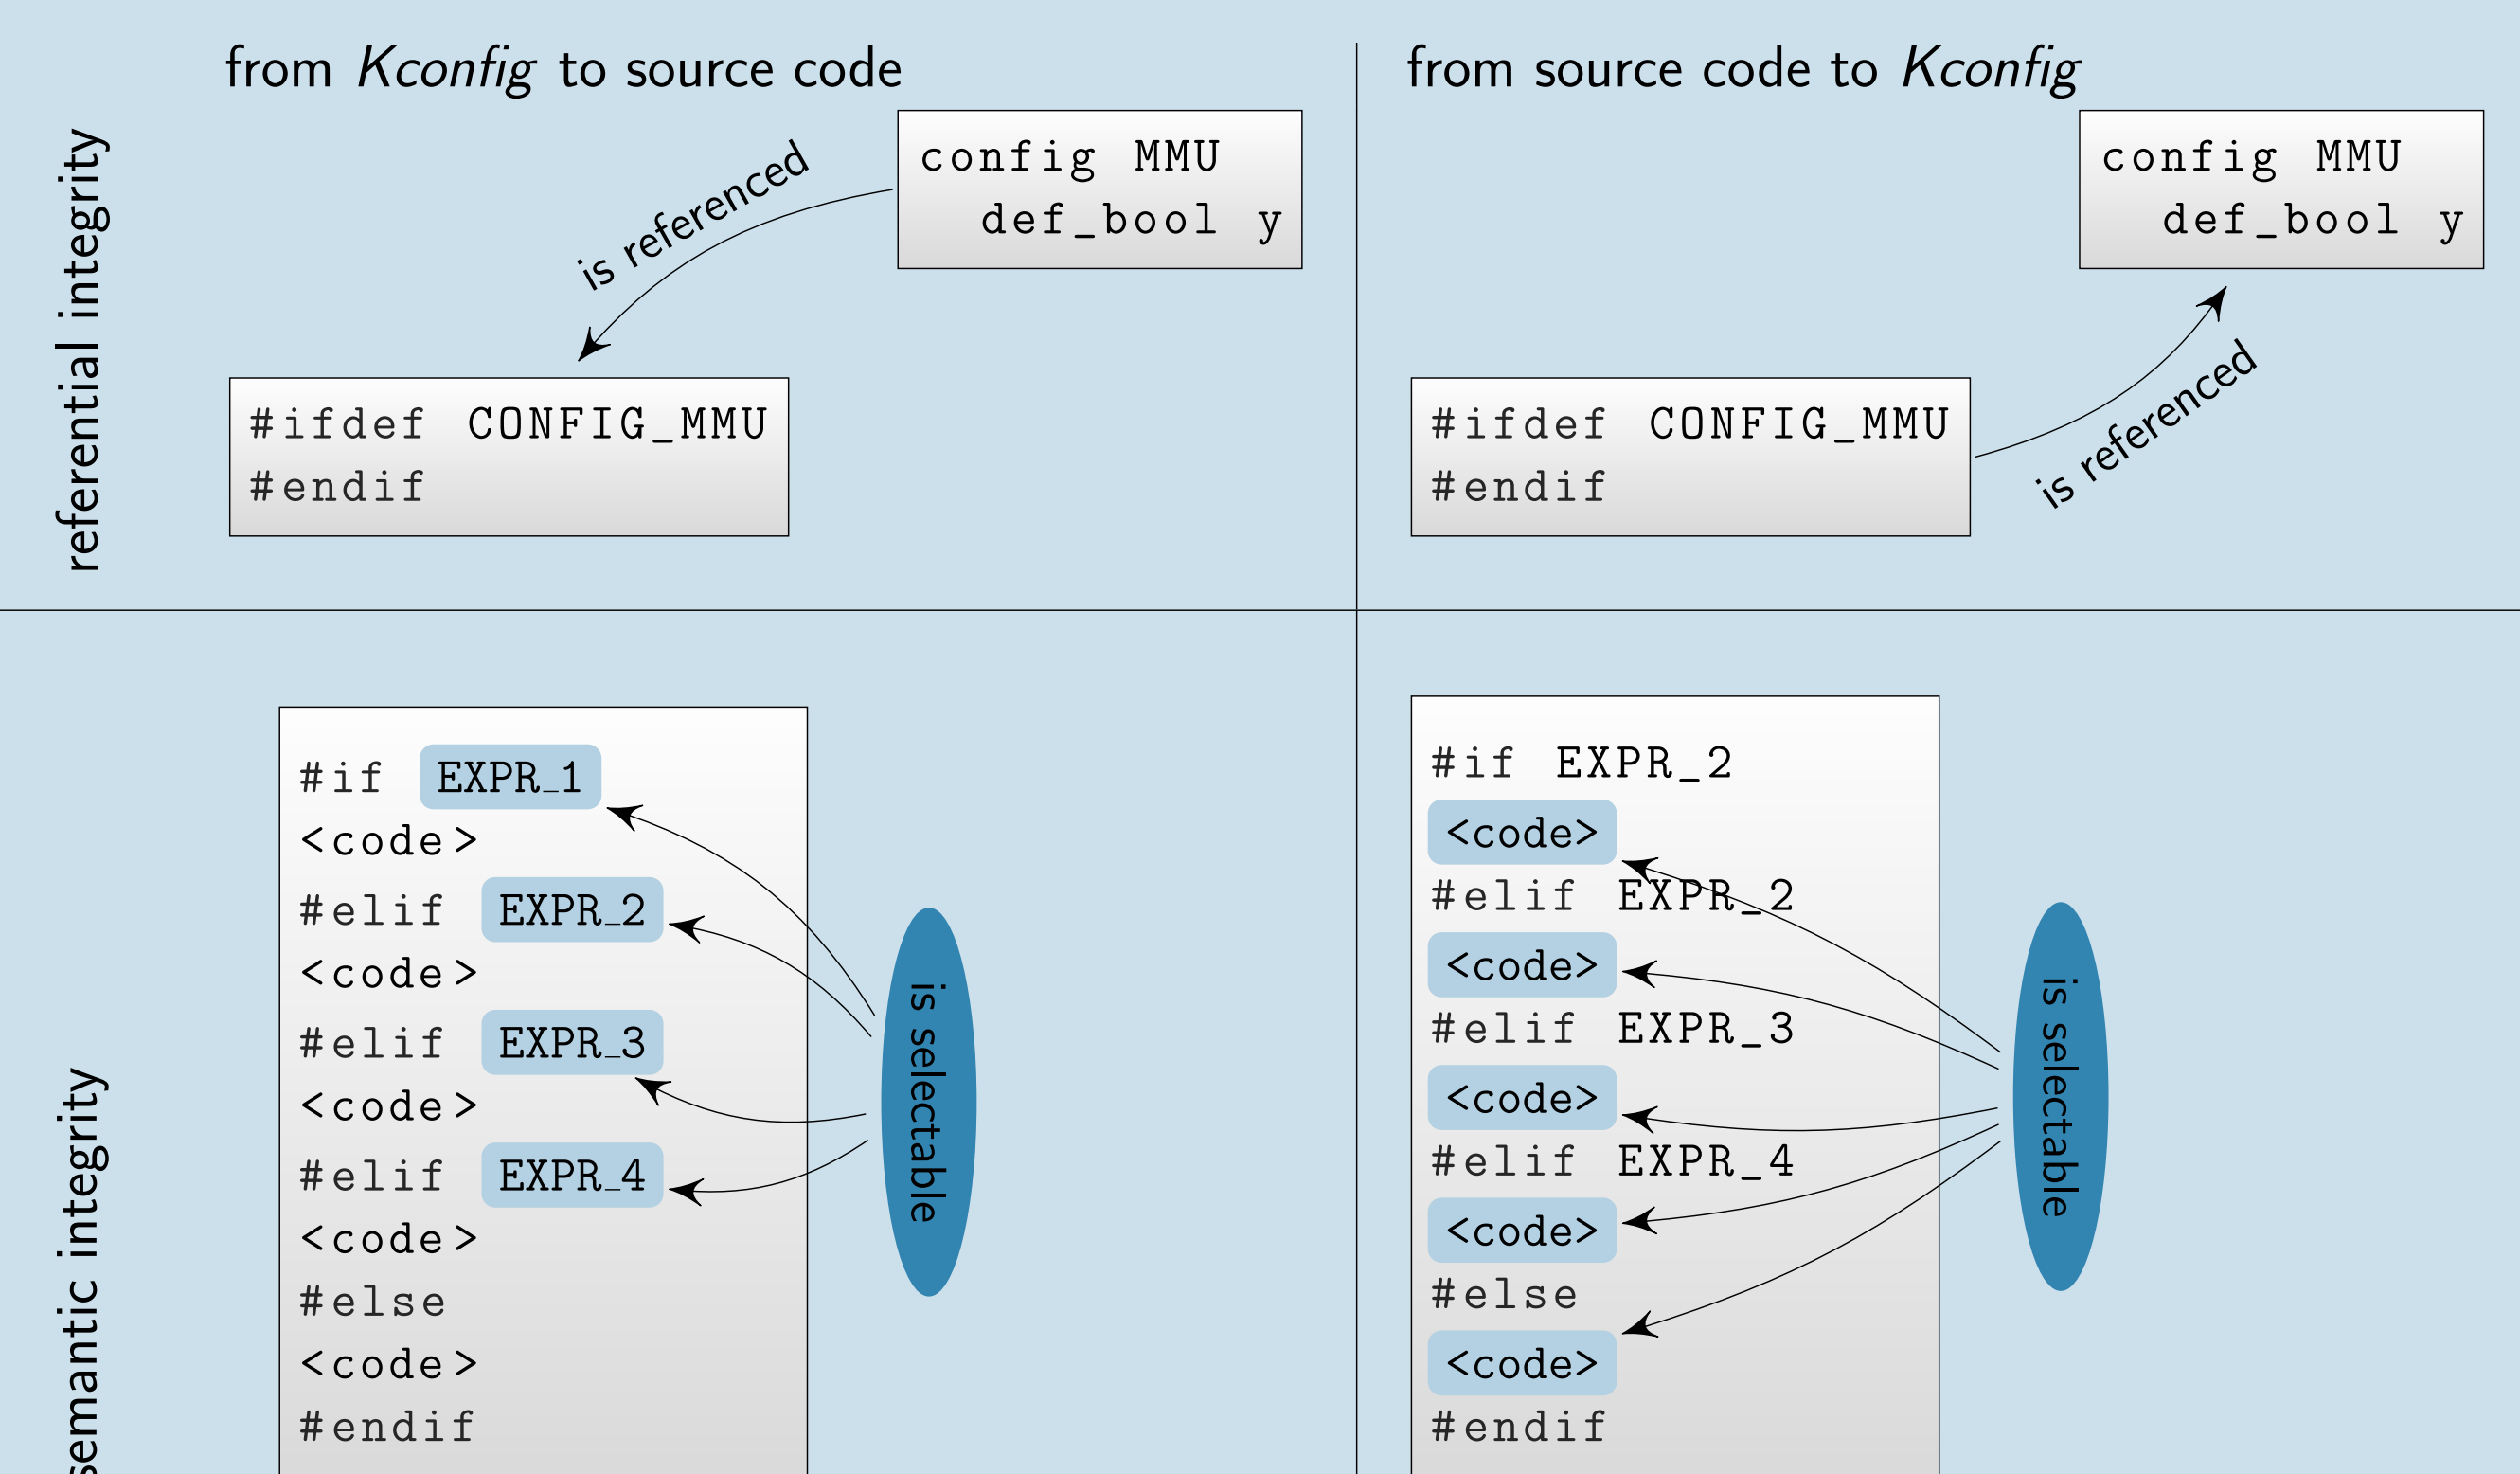 from Kconfig to source code
from source code to Kconfig
referential integrity
config MMU
def_bool y
is referenced
#ifdef CONFIG_MMU
#endif
config MMU
def_bool y
is referenced
#ifdef CONFIG_MMU
#endif
semantic integrity
#if EXPR_1
<code>
#elif EXPR_2
<code>
#elif EXPR_3
<code>
#elif EXPR_4
<code>
#else
<code>
#endif
is selectable
#if EXPR_2
<code>
#elif EXPR_2
<code>
#elif EXPR_3
<code>
#elif EXPR_4
<code>
#else
<code>
#endif
is selectable